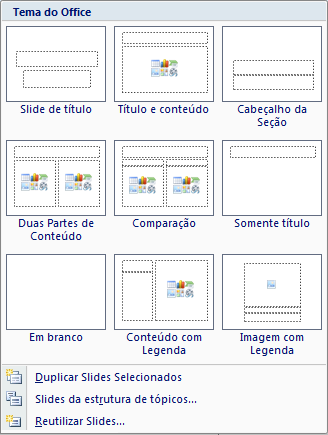 Tema do Office
Slide de título
Título e conteúdo
Cabeçalho da
Seção
Duas Partes de
Conteúdo
Comparação
Somente título
Em branco
Conteúdo com
Legenda
Imagem com
Legenda
Duplicar Slides Selecionados
Slides da estrutura de tópicos...
Reutilizar Slides...